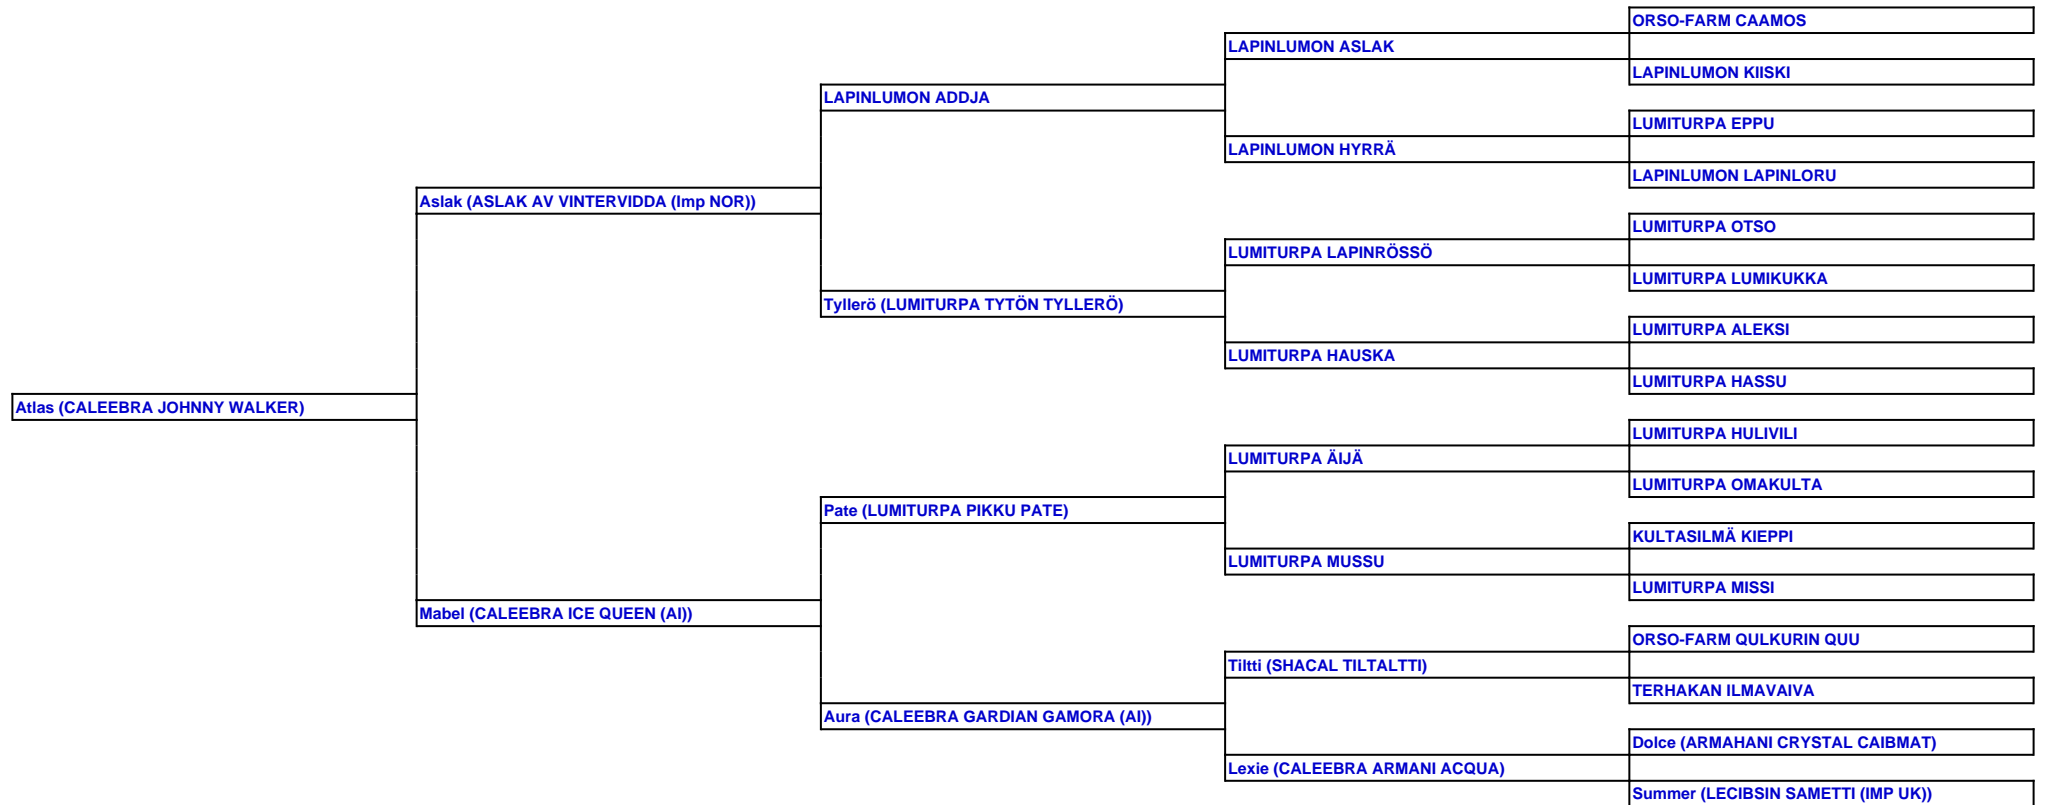 ORSO-FARM CAAMOS
LAPINLUMON ASLAK
LAPINLUMON KIISKI
LAPINLUMON ADDJA
LUMITURPA EPPU
LAPINLUMON HYRRÄ
LAPINLUMON LAPINLORU
Aslak (ASLAK AV VINTERVIDDA (Imp NOR))
LUMITURPA OTSO
LUMITURPA LAPINRÖSSÖ
LUMITURPA LUMIKUKKA
Tyllerö (LUMITURPA TYTÖN TYLLERÖ)
LUMITURPA ALEKSI
LUMITURPA HAUSKA
LUMITURPA HASSU
Atlas (CALEEBRA JOHNNY WALKER)
LUMITURPA HULIVILI
LUMITURPA ÄIJÄ
LUMITURPA OMAKULTA
Pate (LUMITURPA PIKKU PATE)
KULTASILMÄ KIEPPI
LUMITURPA MUSSU
LUMITURPA MISSI
Mabel (CALEEBRA ICE QUEEN (AI))
ORSO-FARM QULKURIN QUU
Tiltti (SHACAL TILTALTTI)
TERHAKAN ILMAVAIVA
Aura (CALEEBRA GARDIAN GAMORA (AI))
Dolce (ARMAHANI CRYSTAL CAIBMAT)
Lexie (CALEEBRA ARMANI ACQUA)
Summer (LECIBSIN SAMETTI (IMP UK))